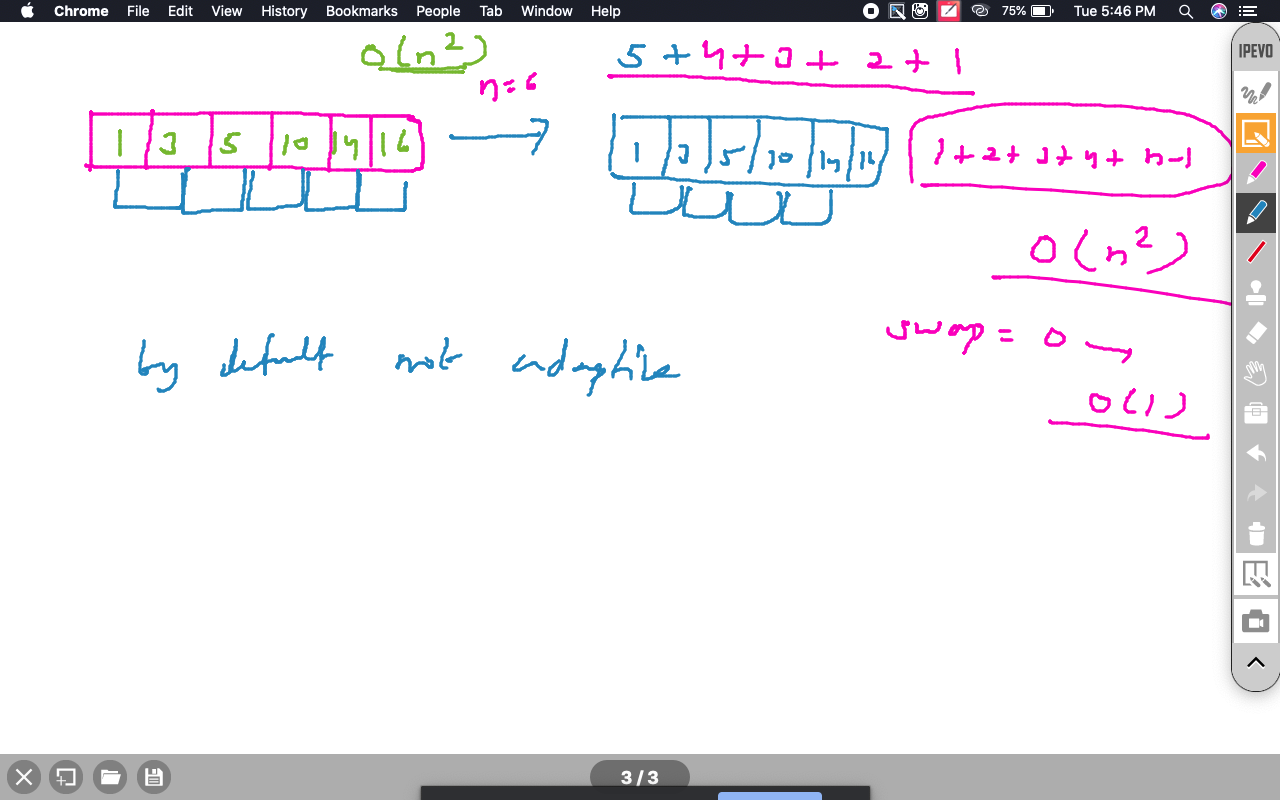 Chrome File Edit View History Bookmarks People Tab Window Help 75% Tue 5:46 PM
IPEVO
O(n²)
n=6
5+4+3+2+1
1 3 5 10 14 16
1 3 5 10 14 16
1+2+3+4+ n-1
O(n²)
swap = 0
O(1)
by default not adaptive
3 / 3